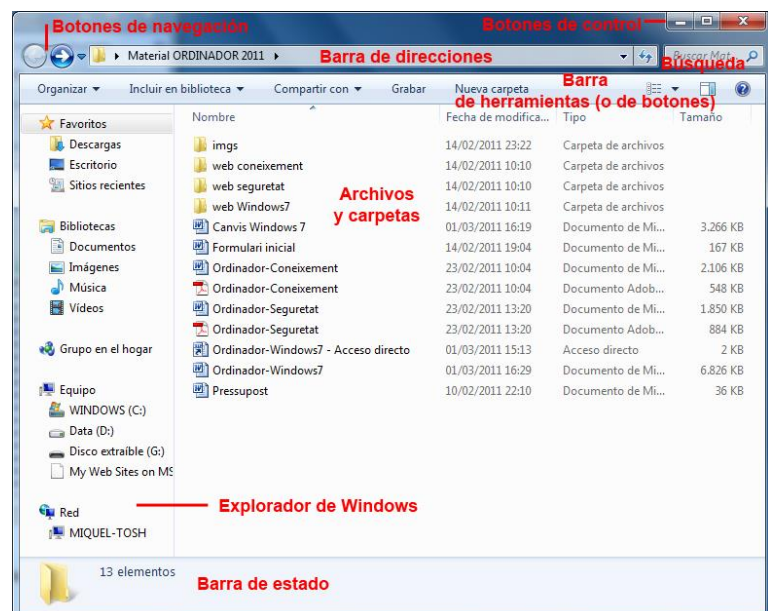 Botones de navegación
Botones de control
Material ORDINADOR 2011
Barra de direcciones
Buscar Mat...
Búsqueda
Organizar
Incluir en biblioteca
Compartir con
Grabar
Nueva carpeta
Barra
de herramientas (o de botones)
Favoritos
Descargas
Escritorio
Sitios recientes
Bibliotecas
Documentos
Imágenes
Música
Vídeos
Grupo en el hogar
Equipo
WINDOWS (C:)
Data (D:)
Disco extraíble (G:)
My Web Sites on MS
Red
MIQUEL-TOSH
Nombre Fecha de modifica... Tipo Tamaño
imgs 14/02/2011 23:22 Carpeta de archivos
web coneixement 14/02/2011 10:10 Carpeta de archivos
web seguretat 14/02/2011 10:10 Carpeta de archivos
web Windows7 14/02/2011 10:11 Carpeta de archivos
Canvis Windows 7 01/03/2011 16:19 Documento de Mi... 3.266 KB
Formulari inicial 14/02/2011 19:04 Documento de Mi... 167 KB
Ordinador-Coneixement 23/02/2011 10:04 Documento de Mi... 2.106 KB
Ordinador-Coneixement 23/02/2011 10:04 Documento Adob... 548 KB
Ordinador-Seguretat 23/02/2011 13:20 Documento de Mi... 1.850 KB
Ordinador-Seguretat 23/02/2011 13:20 Documento Adob... 884 KB
Ordinador-Windows7 - Acceso directo 01/03/2011 15:13 Acceso directo 2 KB
Ordinador-Windows7 01/03/2011 16:29 Documento de Mi... 6.826 KB
Pressupost 10/02/2011 22:10 Documento de Mi... 36 KB
Archivos
y carpetas
Explorador de Windows
13 elementos
Barra de estado